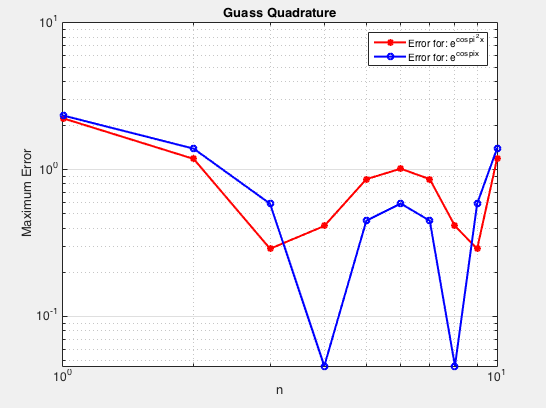 Guass Quadrature
Error for: e^cospi^2x
Error for: e^cospix
Maximum Error
10^1
10^0
10^-1
10^0
10^1
n